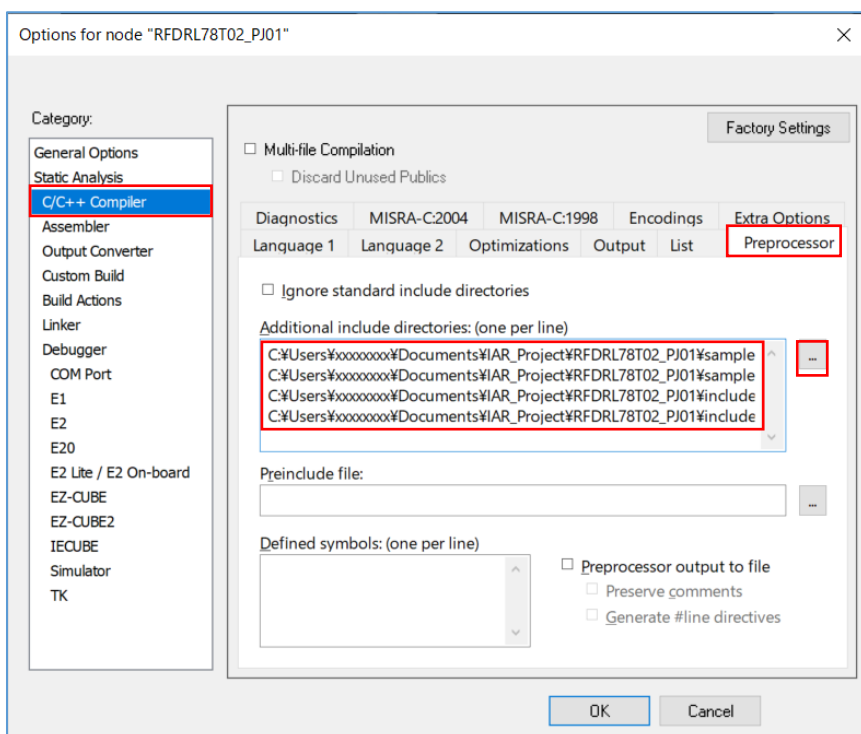 Options for node "RFDRL78T02_PJ01"
Category:
General Options
Static Analysis
C/C++ Compiler
Assembler
Output Converter
Custom Build
Build Actions
Linker
Debugger
COM Port
E1
E2
E20
E2 Lite / E2 On-board
EZ-CUBE
EZ-CUBE2
IECUBE
Simulator
TK
Factory Settings
Multi-file Compilation
Discard Unused Publics
Diagnostics MISRA-C:2004 MISRA-C:1998 Encodings Extra Options
Language 1 Language 2 Optimizations Output List Preprocessor
Ignore standard include directories
Additional include directories: (one per line)
C:¥Users¥xxxxxxxx¥Documents¥IAR_Project¥RFDRL78T02_PJ01¥sample
C:¥Users¥xxxxxxxx¥Documents¥IAR_Project¥RFDRL78T02_PJ01¥sample
C:¥Users¥xxxxxxxx¥Documents¥IAR_Project¥RFDRL78T02_PJ01¥include
C:¥Users¥xxxxxxxx¥Documents¥IAR_Project¥RFDRL78T02_PJ01¥include
...
Preinclude file:
...
Defined symbols: (one per line)
Preprocessor output to file
Preserve comments
Generate #line directives
OK Cancel